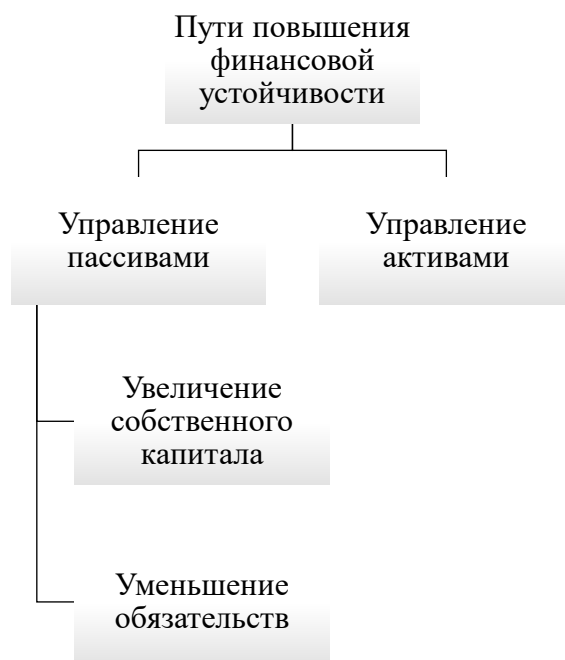 Пути повышения
финансовой
устойчивости
Управление
пассивами
Управление
активами
Увеличение
собственного
капитала
Уменьшение
обязательств